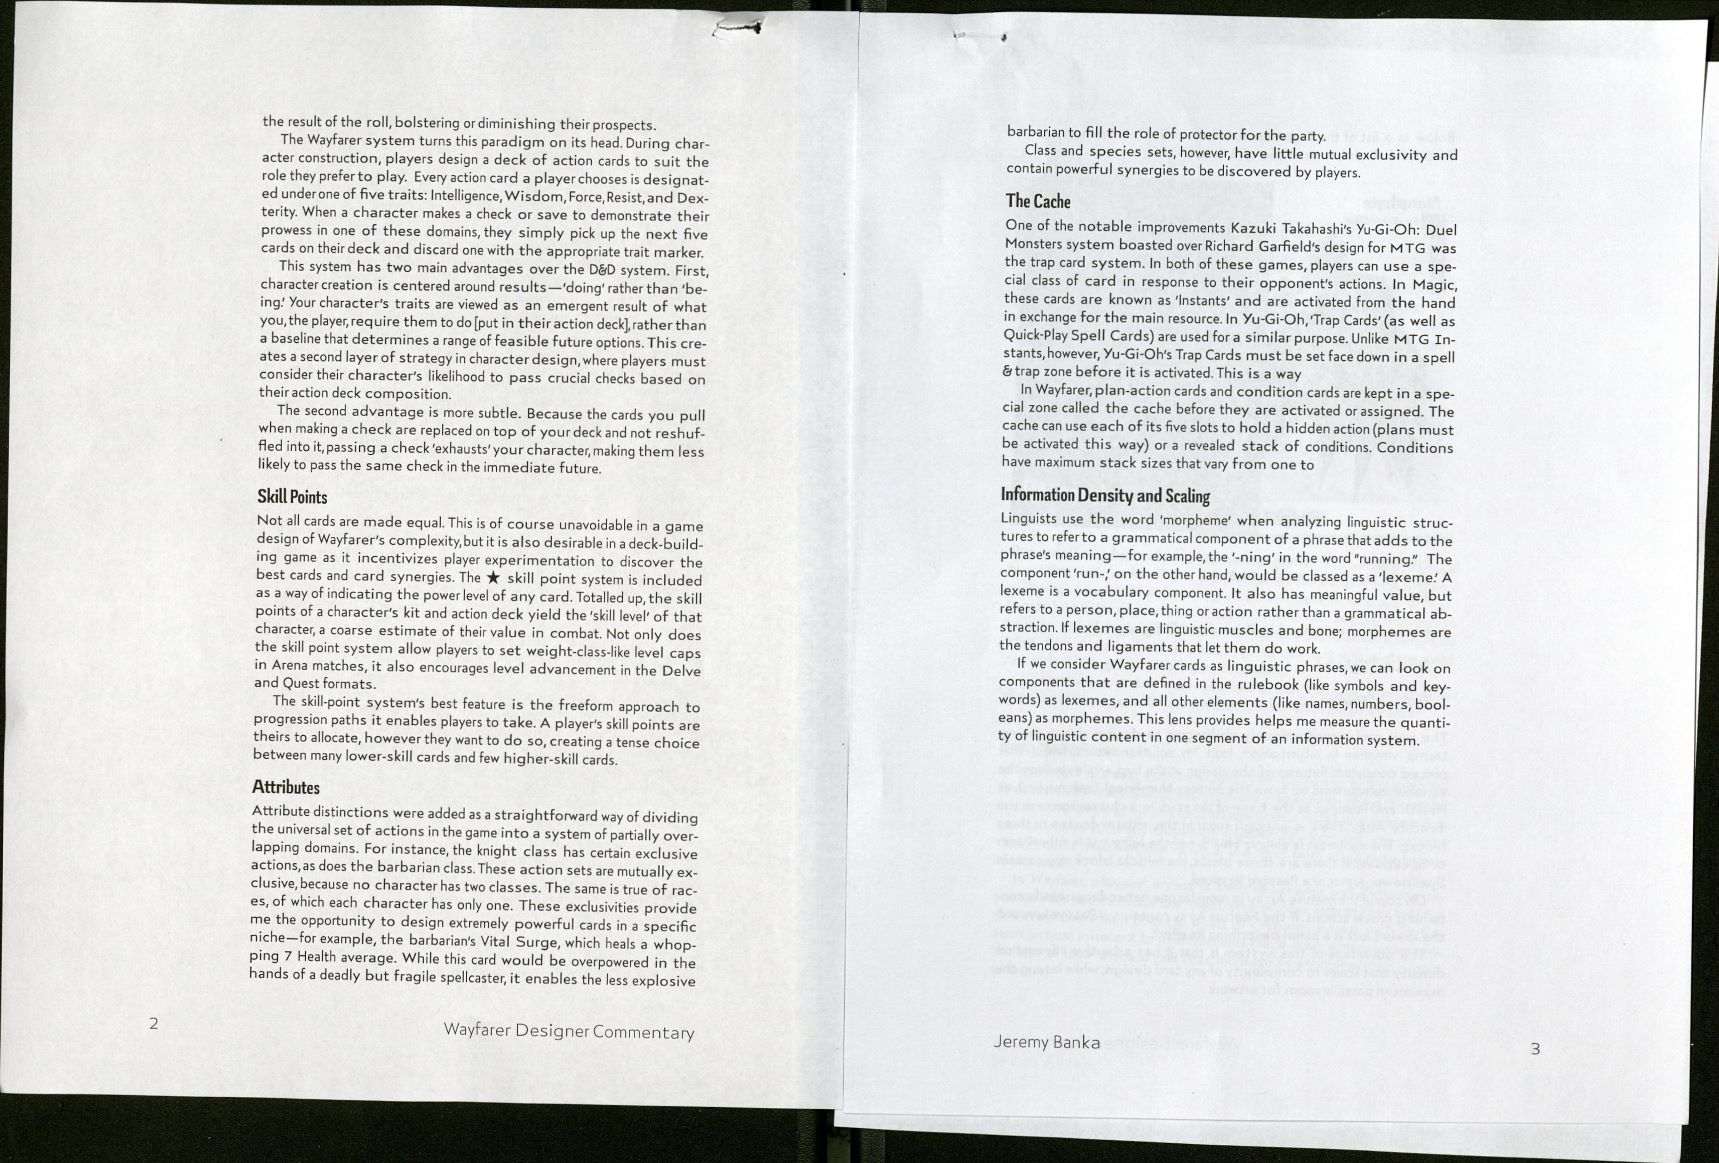 the result of the roll, bolstering or diminishing their prospects.
The Wayfarer system turns this paradigm on its head. During char-
acter construction, players design a deck of action cards to suit the
role they prefer to play. Every action card a player chooses is designat-
ed under one of five traits: Intelligence, Wisdom, Force, Resist, and Dex-
terity. When a character makes a check or save to demonstrate their
prowess in one of these domains, they simply pick up the next five
cards on their deck and discard one with the appropriate trait marker.
This system has two main advantages over the D&D system. First,
character creation is centered around results—'doing' rather than 'be-
ing.' Your character's traits are viewed as an emergent result of what
you, the player, require them to do [put in their action deck], rather than
a baseline that determines a range of feasible future options. This cre-
ates a second layer of strategy in character design, where players must
consider their character's likelihood to pass crucial checks based on
their action deck composition.
The second advantage is more subtle. Because the cards you pull
when making a check are replaced on top of your deck and not reshuf-
fled into it, passing a check 'exhausts' your character, making them less
likely to pass the same check in the immediate future.
Skill Points
Not all cards are made equal. This is of course unavoidable in a game
design of Wayfarer's complexity, but it is also desirable in a deck-build-
ing game as it incentivizes player experimentation to discover the
best cards and card synergies. The ★ skill point system is included
as a way of indicating the power level of any card. Totalled up, the skill
points of a character's kit and action deck yield the 'skill level' of that
character, a coarse estimate of their value in combat. Not only does
the skill point system allow players to set weight-class-like level caps
in Arena matches, it also encourages level advancement in the Delve
and Quest formats.
The skill-point system's best feature is the freeform approach to
progression paths it enables players to take. A player's skill points are
theirs to allocate, however they want to do so, creating a tense choice
between many lower-skill cards and few higher-skill cards.
Attributes
Attribute distinctions were added as a straightforward way of dividing
the universal set of actions in the game into a system of partially over-
lapping domains. For instance, the knight class has certain exclusive
actions, as does the barbarian class. These action sets are mutually ex-
clusive, because no character has two classes. The same is true of rac-
es, of which each character has only one. These exclusivities provide
me the opportunity to design extremely powerful cards in a specific
niche—for example, the barbarian's Vital Surge, which heals a whop-
ping 7 Health average. While this card would be overpowered in the
hands of a deadly but fragile spellcaster, it enables the less explosive
2
Wayfarer Designer Commentary
barbarian to fill the role of protector for the party.
Class and species sets, however, have little mutual exclusivity and
contain powerful synergies to be discovered by players.
The Cache
One of the notable improvements Kazuki Takahashi's Yu-Gi-Oh: Duel
Monsters system boasted over Richard Garfield's design for MTG was
the trap card system. In both of these games, players can use a spe-
cial class of card in response to their opponent's actions. In Magic,
these cards are known as 'Instants' and are activated from the hand
in exchange for the main resource. In Yu-Gi-Oh, 'Trap Cards' (as well as
Quick-Play Spell Cards) are used for a similar purpose. Unlike MTG In-
stants, however, Yu-Gi-Oh's Trap Cards must be set face down in a spell
& trap zone before it is activated. This is a way
In Wayfarer, plan-action cards and condition cards are kept in a spe-
cial zone called the cache before they are activated or assigned. The
cache can use each of its five slots to hold a hidden action (plans must
be activated this way) or a revealed stack of conditions. Conditions
have maximum stack sizes that vary from one to
Information Density and Scaling
Linguists use the word 'morpheme' when analyzing linguistic struc-
tures to refer to a grammatical component of a phrase that adds to the
phrase's meaning—for example, the '-ning' in the word "running." The
component 'run-,' on the other hand, would be classed as a 'lexeme.' A
lexeme is a vocabulary component. It also has meaningful value, but
refers to a person, place, thing or action rather than a grammatical ab-
straction. If lexemes are linguistic muscles and bone; morphemes are
the tendons and ligaments that let them do work.
If we consider Wayfarer cards as linguistic phrases, we can look on
components that are defined in the rulebook (like symbols and key-
words) as lexemes, and all other elements (like names, numbers, bool-
eans) as morphemes. This lens provides helps me measure the quanti-
ty of linguistic content in one segment of an information system.
Jeremy Banka
3